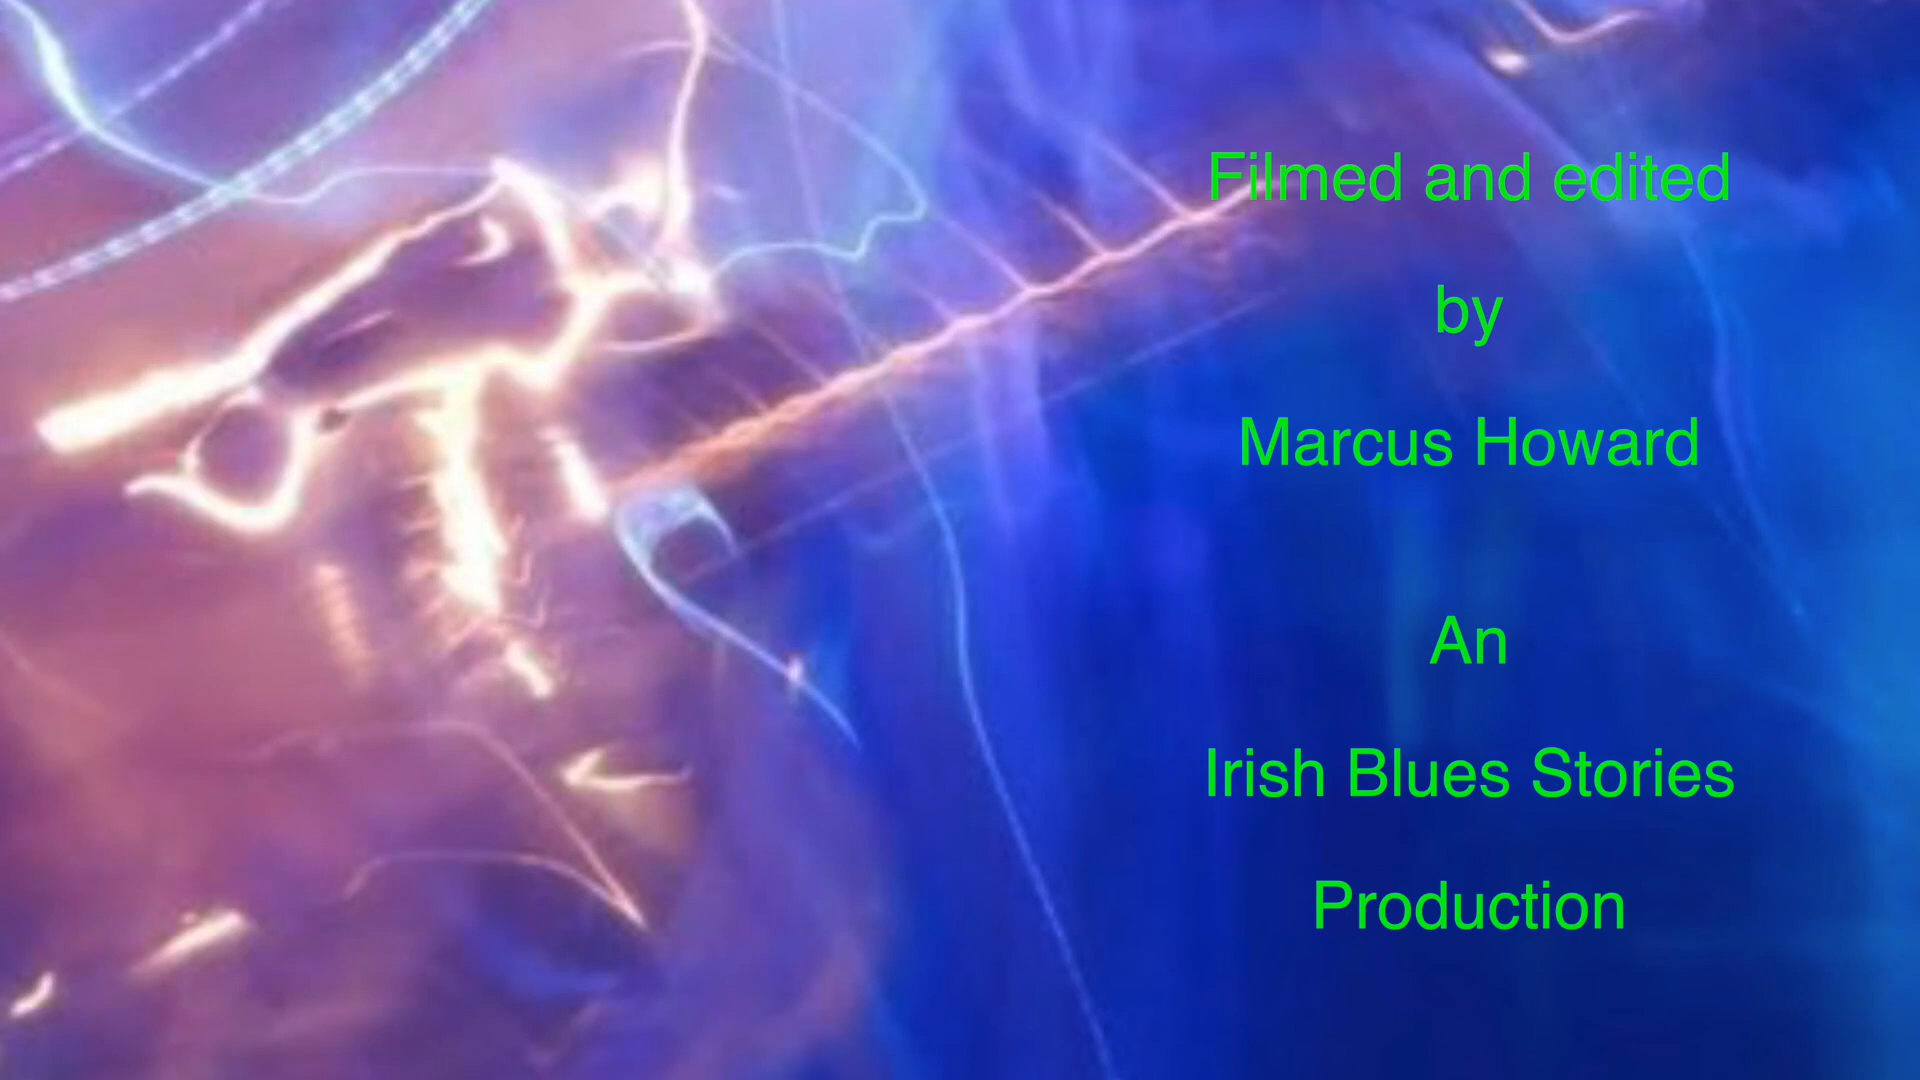 Filmed and edited
by
Marcus Howard
An
Irish Blues Stories
Production